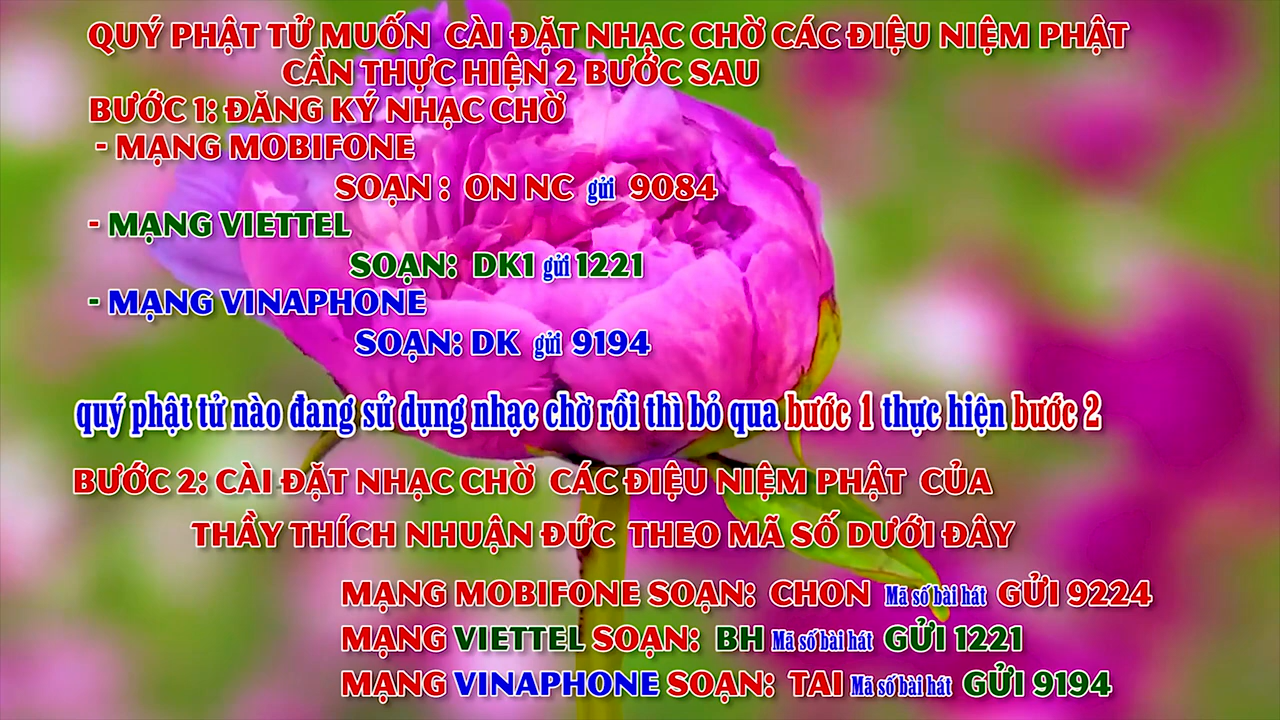 QUÝ PHẬT TỬ MUỐN CÀI ĐẶT NHẠC CHỜ CÁC ĐIỆU NIỆM PHẬT
CẦN THỰC HIỆN 2 BƯỚC SAU
BƯỚC 1: ĐĂNG KÝ NHẠC CHỜ
- MẠNG MOBIFONE
SOẠN : ON NC gửi 9084
- MẠNG VIETTEL
SOẠN: DK1 gửi 1221
- MẠNG VINAPHONE
SOẠN: DK gửi 9194
quý phật tử nào đang sử dụng nhạc chờ rồi thì bỏ qua bước 1 thực hiện bước 2
BƯỚC 2: CÀI ĐẶT NHẠC CHỜ CÁC ĐIỆU NIỆM PHẬT CỦA
THẦY THÍCH NHUẬN ĐỨC THEO MÃ SỐ DƯỚI ĐÂY
MẠNG MOBIFONE SOẠN: CHON Mã số bài hát GỬI 9224
MẠNG VIETTEL SOẠN: BH Mã số bài hát GỬI 1221
MẠNG VINAPHONE SOẠN: TAI Mã số bài hát GỬI 9194